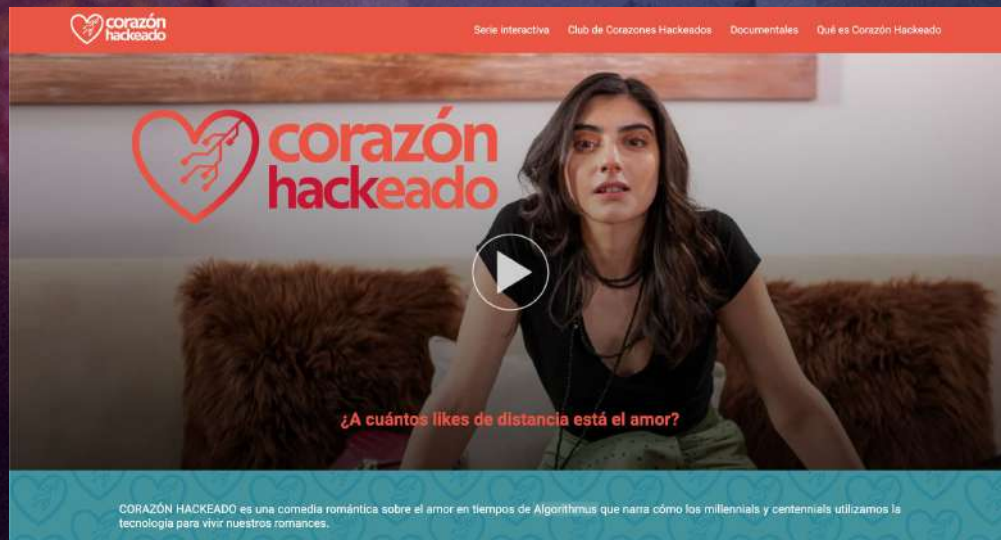 corazón
hackeado
Serie interactiva Club de Corazones Hackeados Documentales Qué es Corazón Hackeado
corazón
hackeado
¿A cuántos likes de distancia está el amor?
CORAZÓN HACKEADO es una comedia romántica sobre el amor en tiempos de Algorithmus que narra cómo los millennials y centennials utilizamos la
tecnología para vivir nuestros romances.